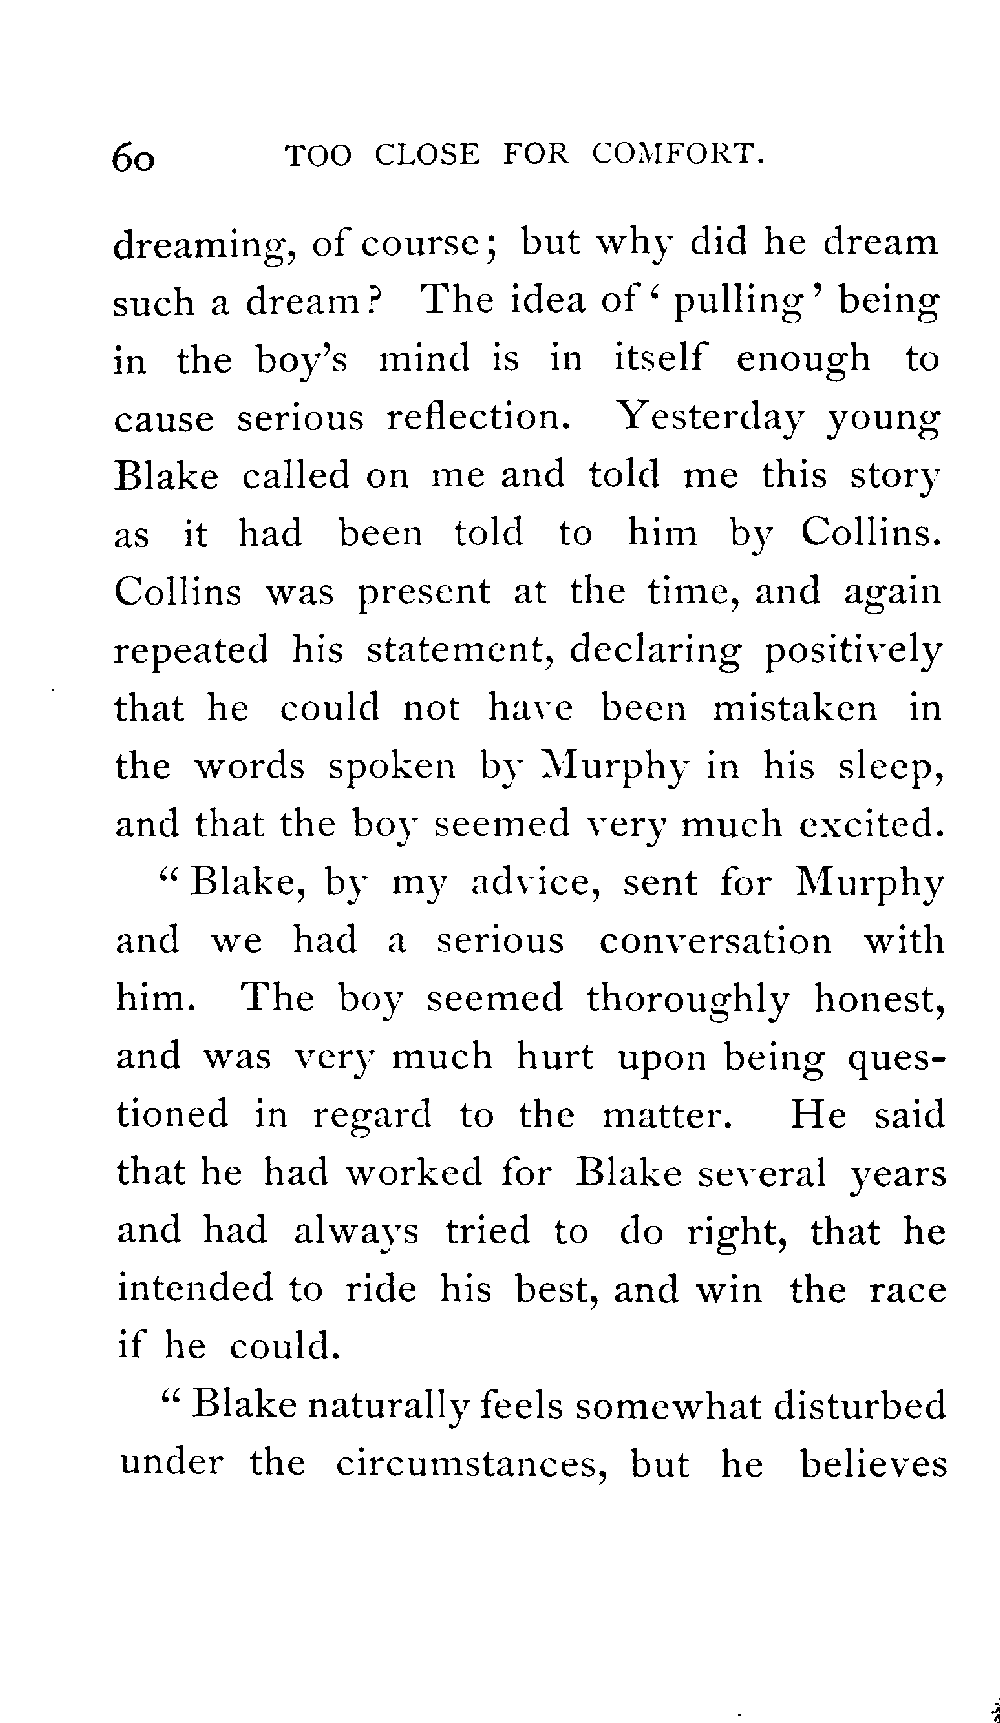 60 TOO CLOSE FOR COMFORT.
dreaming, of course; but why did he dream
such a dream? The idea of ‘ pulling ’ being
in the boy’s mind is in itself enough to
cause serious reflection. Yesterday young
Blake called on me and told me this story
as it had been told to him by Collins.
Collins was present at the time, and again
repeated his statement, declaring positively
that he could not have been mistaken in
the words spoken by Murphy in his sleep,
and that the boy seemed very much excited.
“ Blake, by my advice, sent for Murphy
and we had a serious conversation with
him. The boy seemed thoroughly honest,
and was very much hurt upon being ques-
tioned in regard to the matter. He said
that he had worked for Blake several years
and had always tried to do right, that he
intended to ride his best, and win the race
if he could.
“ Blake naturally feels somewhat disturbed
under the circumstances, but he believes